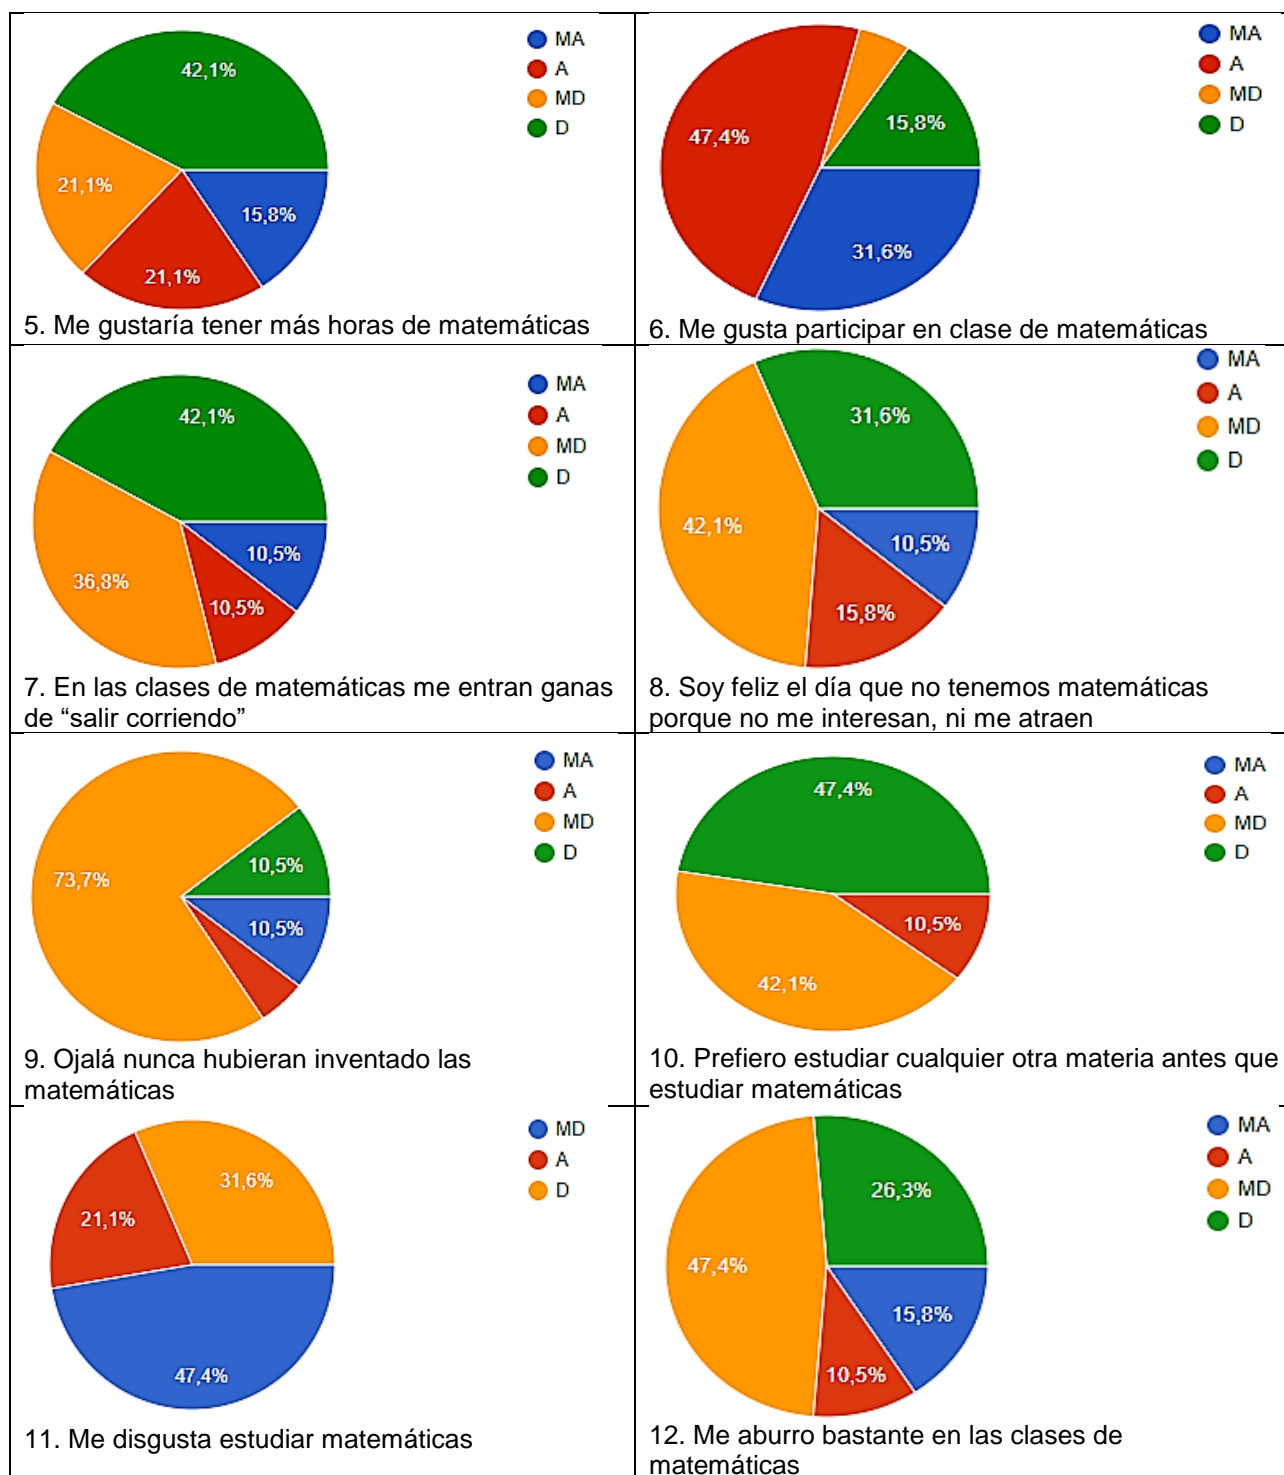 42,1%
21,1%
21,1%
15,8%
MA
A
MD
D
5. Me gustaría tener más horas de matemáticas
47,4%
15,8%
31,6%
MA
A
MD
D
6. Me gusta participar en clase de matemáticas
42,1%
36,8%
10,5%
10,5%
MA
A
MD
D
7. En las clases de matemáticas me entran ganas
de “salir corriendo”
31,6%
42,1%
10,5%
15,8%
MA
A
MD
D
8. Soy feliz el día que no tenemos matemáticas
porque no me interesan, ni me atraen
73,7%
10,5%
10,5%
MA
A
MD
D
9. Ojalá nunca hubieran inventado las
matemáticas
47,4%
10,5%
42,1%
MA
A
MD
D
10. Prefiero estudiar cualquier otra materia antes que
estudiar matemáticas
31,6%
21,1%
47,4%
MD
A
D
11. Me disgusta estudiar matemáticas
26,3%
47,4%
15,8%
10,5%
MA
A
MD
D
12. Me aburro bastante en las clases de
matemáticas